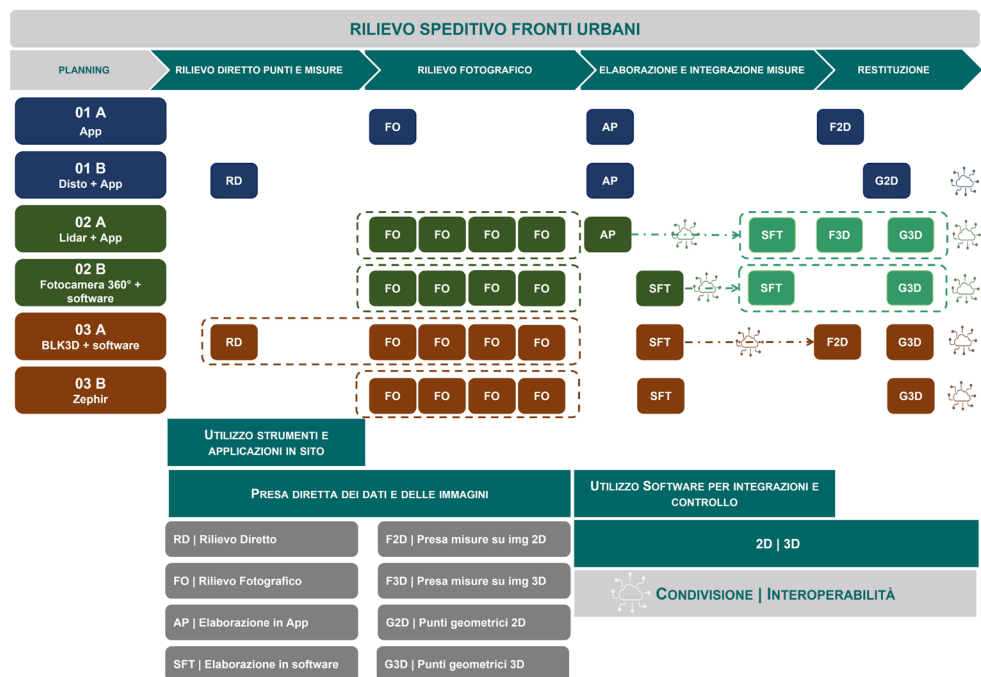 RILIEVO SPEDITIVO FRONTI URBANI
PLANNING
RILIEVO DIRETTO PUNTI E MISURE
RILIEVO FOTOGRAFICO
ELABORAZIONE E INTEGRAZIONE MISURE
RESTITUZIONE
01 A
App
FO
AP
F2D
01 B
Disto + App
RD
AP
G2D
02 A
Lidar + App
FO FO FO FO
AP
SFT
F3D
G3D
02 B
Fotocamera 360° +
software
FO FO FO FO
SFT
SFT
G3D
03 A
BLK3D + software
RD
FO FO FO FO
SFT
F2D
G3D
03 B
Zephir
FO FO FO FO
SFT
G3D
UTILIZZO STRUMENTI E
APPLICAZIONI IN SITO
PRESA DIRETTA DEI DATI E DELLE IMMAGINI
UTILIZZO SOFTWARE PER INTEGRAZIONI E
CONTROLLO
RD | Rilievo Diretto
F2D | Presa misure su img 2D
2D | 3D
FO | Rilievo Fotografico
F3D | Presa misure su img 3D
CONDIVISIONE | INTEROPERABILITÀ
AP | Elaborazione in App
G2D | Punti geometrici 2D
SFT | Elaborazione in software
G3D | Punti geometrici 3D